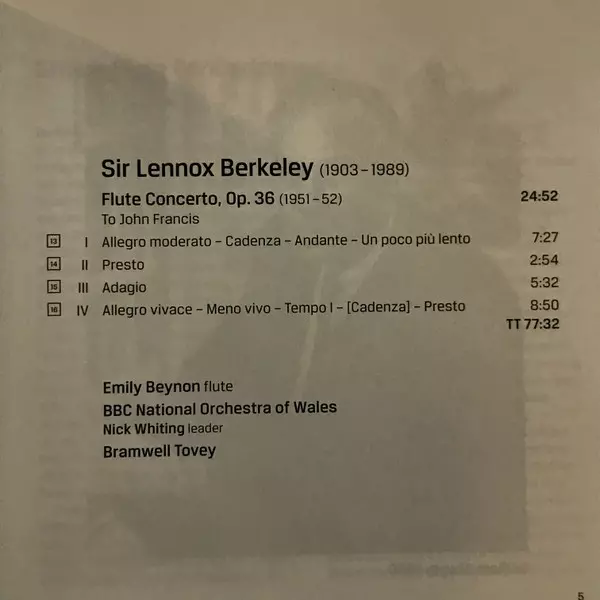 Sir Lennox Berkeley (1903–1989)
Flute Concerto, Op. 36 (1951–52) 24:52
To John Francis
13 I Allegro moderato – Cadenza – Andante – Un poco più lento 7:27
14 II Presto 2:54
15 III Adagio 5:32
16 IV Allegro vivace – Meno vivo – Tempo I – [Cadenza] – Presto 8:50
TT 77:32
Emily Beynon flute
BBC National Orchestra of Wales
Nick Whiting leader
Bramwell Tovey
5